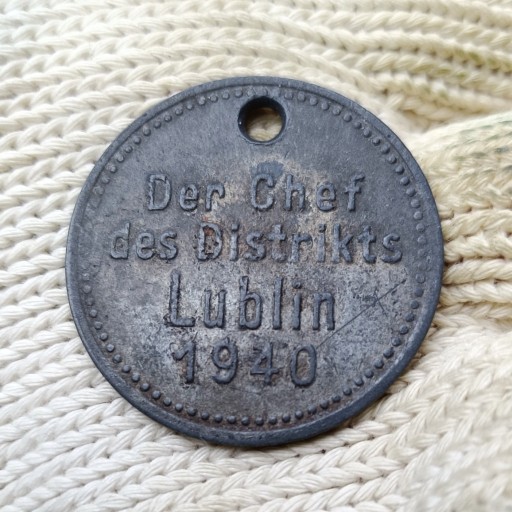 Der Chef
des Distrikts
Lublin
1940